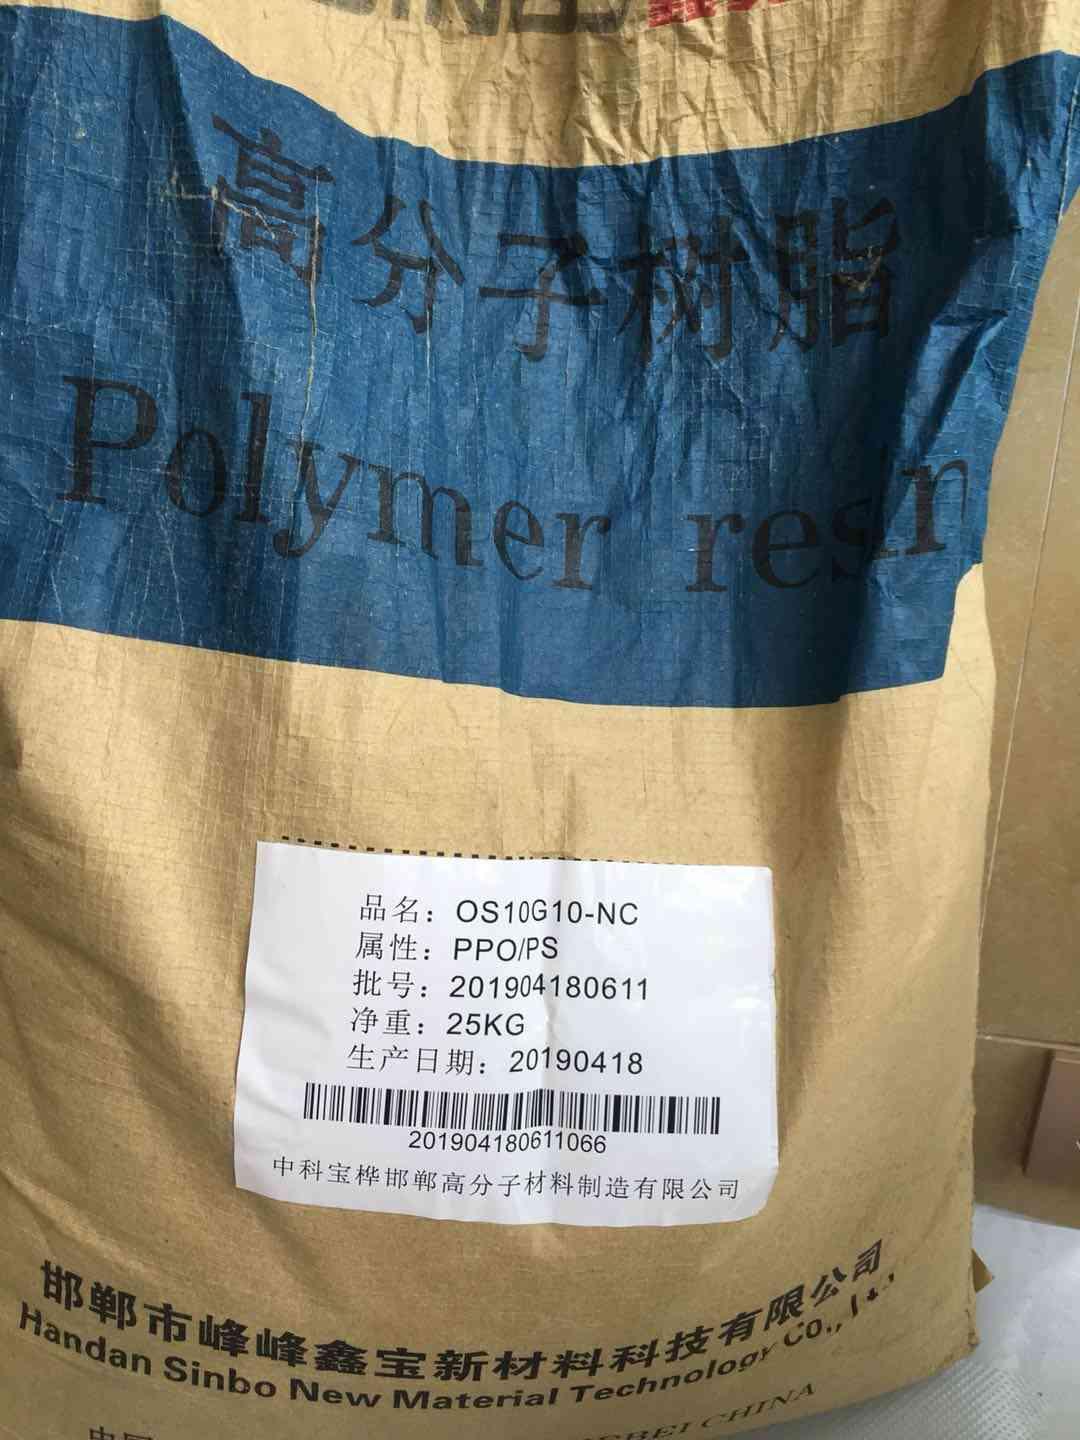 高分子树脂
Polymer resin
品名：OS10G10-NC
属性：PPO/PS
批号：201904180611
净重：25KG
生产日期：20190418
201904180611066
中科宝桦邯郸高分子材料制造有限公司
邯郸市峰峰鑫宝新材料科技有限公司
Handan Sinbo New Material Technology Co.,
CHINA